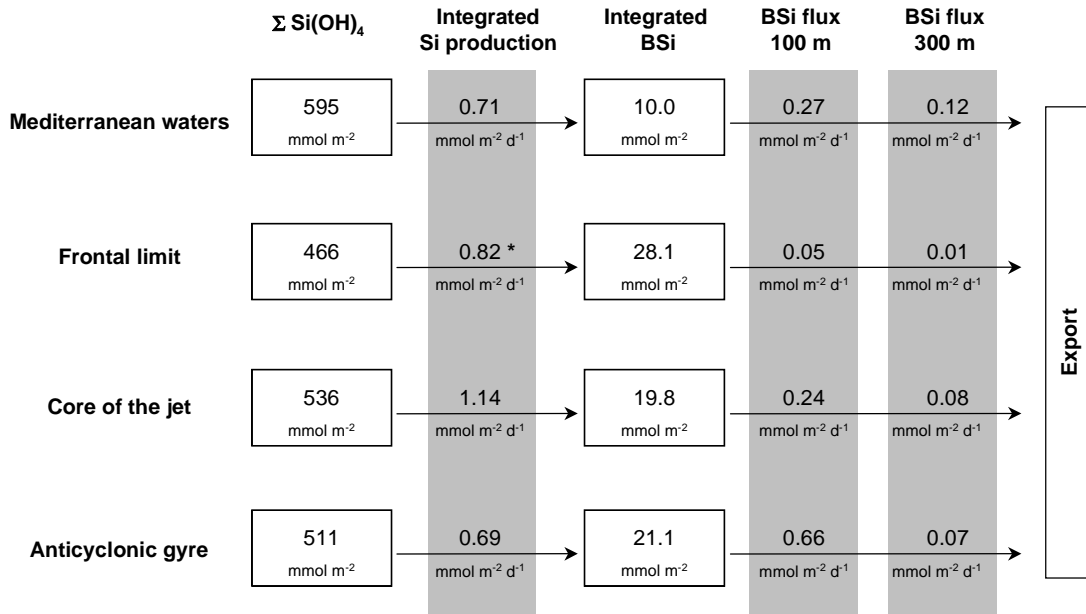 Σ Si(OH)4
Integrated Si production
Integrated BSi
BSi flux 100 m
BSi flux 300 m
Mediterranean waters
595
mmol m-2
0.71
mmol m-2 d-1
10.0
mmol m-2
0.27
mmol m-2 d-1
0.12
mmol m-2 d-1
Frontal limit
466
mmol m-2
0.82 *
mmol m-2 d-1
28.1
mmol m-2
0.05
mmol m-2 d-1
0.01
mmol m-2 d-1
Core of the jet
536
mmol m-2
1.14
mmol m-2 d-1
19.8
mmol m-2
0.24
mmol m-2 d-1
0.08
mmol m-2 d-1
Anticyclonic gyre
511
mmol m-2
0.69
mmol m-2 d-1
21.1
mmol m-2
0.66
mmol m-2 d-1
0.07
mmol m-2 d-1
Export